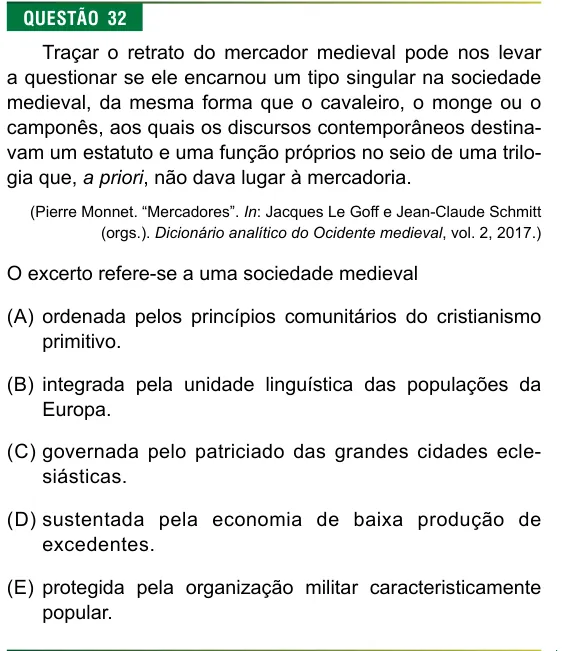 QUESTÃO 32
Traçar o retrato do mercador medieval pode nos levar
a questionar se ele encarnou um tipo singular na sociedade
medieval, da mesma forma que o cavaleiro, o monge ou o
camponês, aos quais os discursos contemporâneos destina-
vam um estatuto e uma função próprios no seio de uma trilo-
gia que, a priori, não dava lugar à mercadoria.
(Pierre Monnet. “Mercadores”. In: Jacques Le Goff e Jean-Claude Schmitt
(orgs.). Dicionário analítico do Ocidente medieval, vol. 2, 2017.)
O excerto refere-se a uma sociedade medieval
(A) ordenada pelos princípios comunitários do cristianismo
primitivo.
(B) integrada pela unidade linguística das populações da
Europa.
(C) governada pelo patriciado das grandes cidades ecle-
siásticas.
(D) sustentada pela economia de baixa produção de
excedentes.
(E) protegida pela organização militar caracteristicamente
popular.